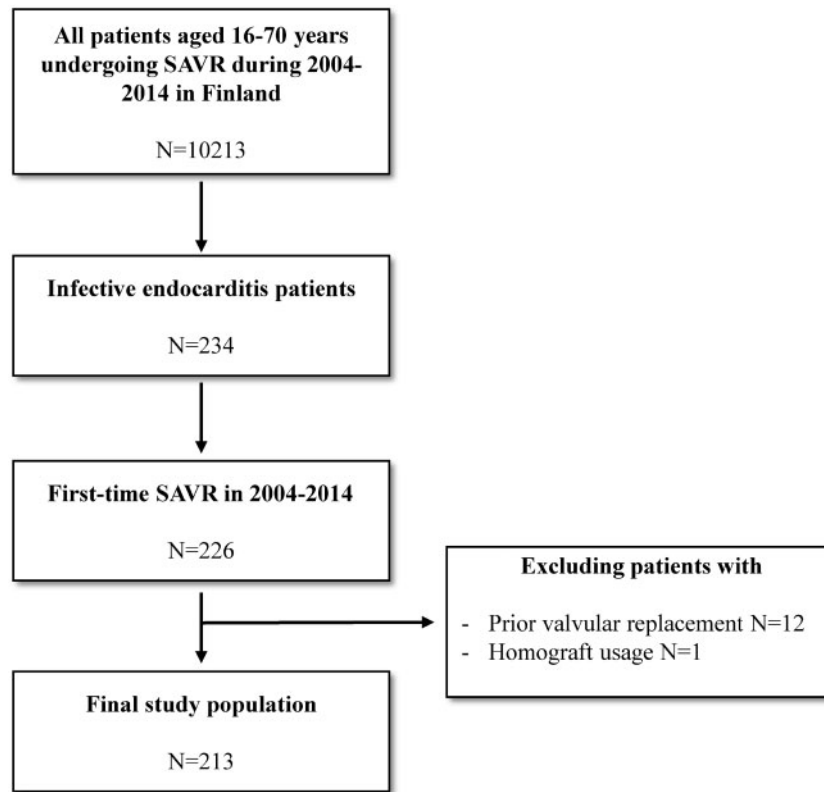 All patients aged 16-70 years
undergoing SAVR during 2004-
2014 in Finland
N=10213
Infective endocarditis patients
N=234
First-time SAVR in 2004-2014
N=226
Excluding patients with
- Prior valvular replacement N=12
- Homograft usage N=1
Final study population
N=213